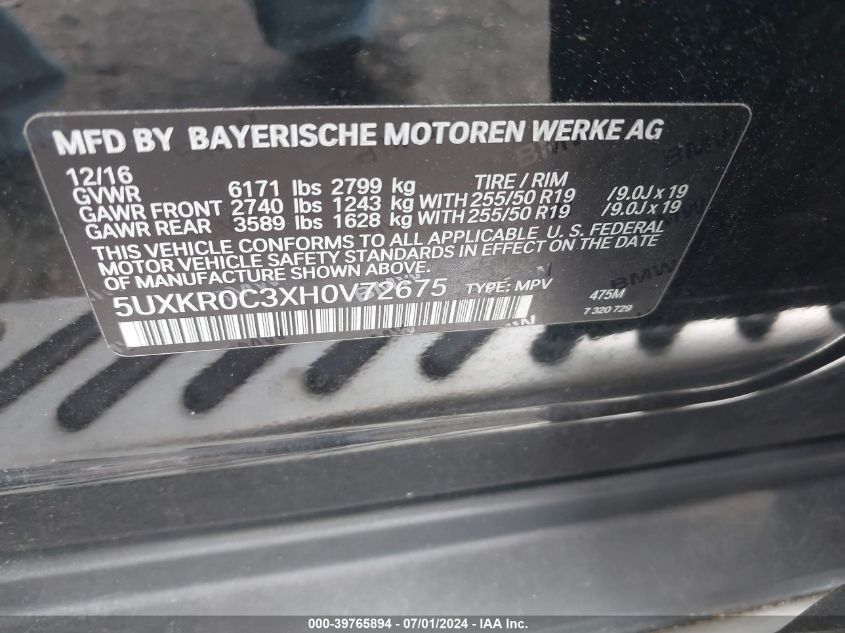 MFD BY BAYERISCHE MOTOREN WERKE AG
12/16
GVWR 6171 lbs 2799 kg TIRE / RIM
GAWR FRONT 2740 lbs 1243 kg WITH 255/50 R19 /9.0J x 19
GAWR REAR 3589 lbs 1628 kg WITH 255/50 R19 /9.0J x 19
THIS VEHICLE CONFORMS TO ALL APPLICABLE U. S. FEDERAL
MOTOR VEHICLE SAFETY STANDARDS IN EFFECT ON THE DATE
OF MANUFACTURE SHOWN ABOVE.
5UXKR0C3XH0V72675 TYPE: MPV 475M
7 320 729
000-39765894 - 07/01/2024 - IAA Inc.